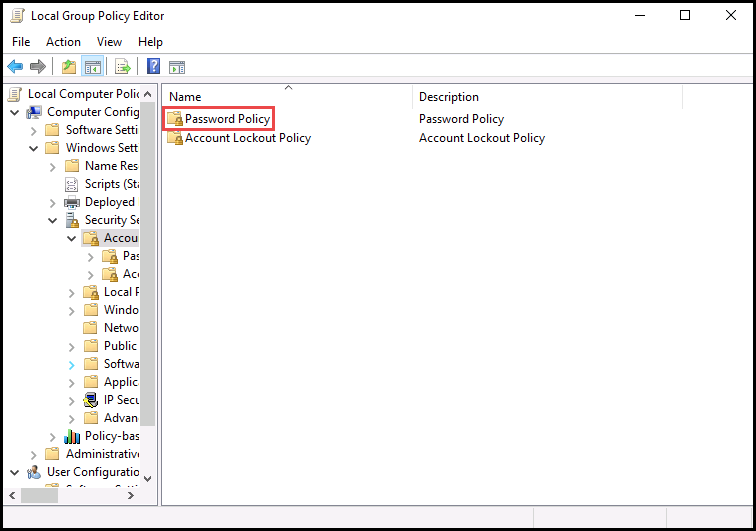 Local Group Policy Editor
File Action View Help
Name Description
Password Policy Password Policy
Account Lockout Policy Account Lockout Policy
Local Computer Polic
Computer Config
Software Setti
Windows Sett
Name Res
Scripts (Sta
Deployed
Security Se
Accou
Pas
Acc
Local P
Windo
Netwo
Public
Softwa
Applic
IP Secu
Advan
Policy-bas
Administrative
User Configuratio